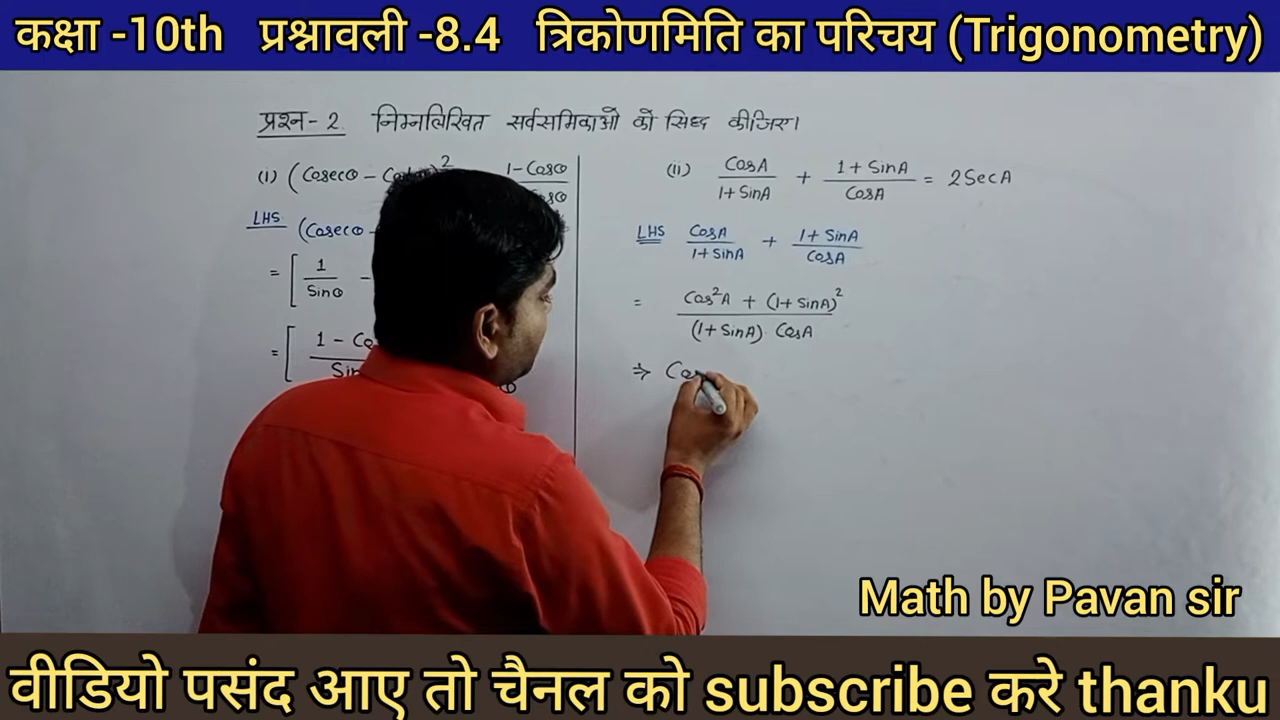 कक्षा -10th प्रश्नावली -8.4 त्रिकोणमिति का परिचय (Trigonometry)
प्रश्न- 2. निम्नलिखित सर्वसमिकाओं को सिद्ध कीजिए।
(i) (Cosecθ - 2 1-Cosθ
LHS (Cosecθ -
= [ 1/Sinθ -
= [ 1 - Co
Sin
(ii) CosA/1+SinA + 1+SinA/CosA = 2SecA
LHS CosA/1+SinA + 1+SinA/CosA
= Cos²A + (1+SinA)²/(1+SinA). CosA
⇒ Cos
Math by Pavan sir
वीडियो पसंद आए तो चैनल को subscribe करे thanku